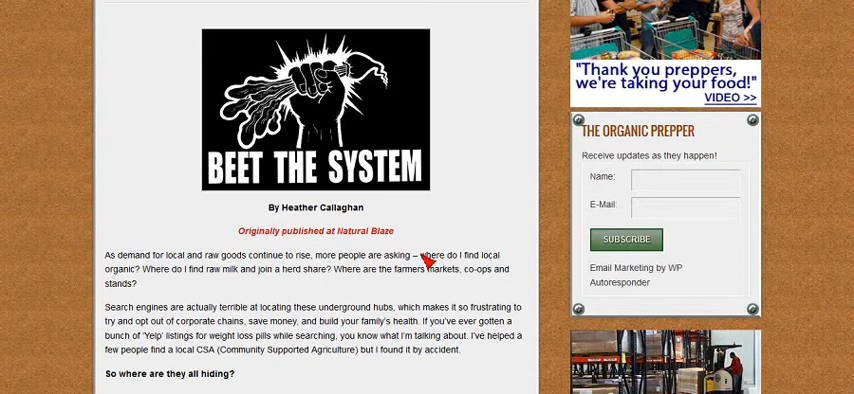 BEET THE SYSTEM
By Heather Callaghan
Originally published at Natural Blaze
As demand for local and raw goods continue to rise, more people are asking – where do I find local
organic? Where do I find raw milk and join a herd share? Where are the farmers markets, co-ops and
stands?
Search engines are actually terrible at locating these underground hubs, which makes it so frustrating to
try and opt out of corporate chains, save money, and build your family's health. If you've ever gotten a
bunch of 'Yelp' listings for weight loss pills while searching, you know what I'm talking about. I've helped a
few people find a local CSA (Community Supported Agriculture) but I found it by accident.
So where are they all hiding?
"Thank you preppers,
we're taking your food!"
VIDEO >>
THE ORGANIC PREPPER
Receive updates as they happen!
Name:
E-Mail:
SUBSCRIBE
Email Marketing by WP
Autoresponder